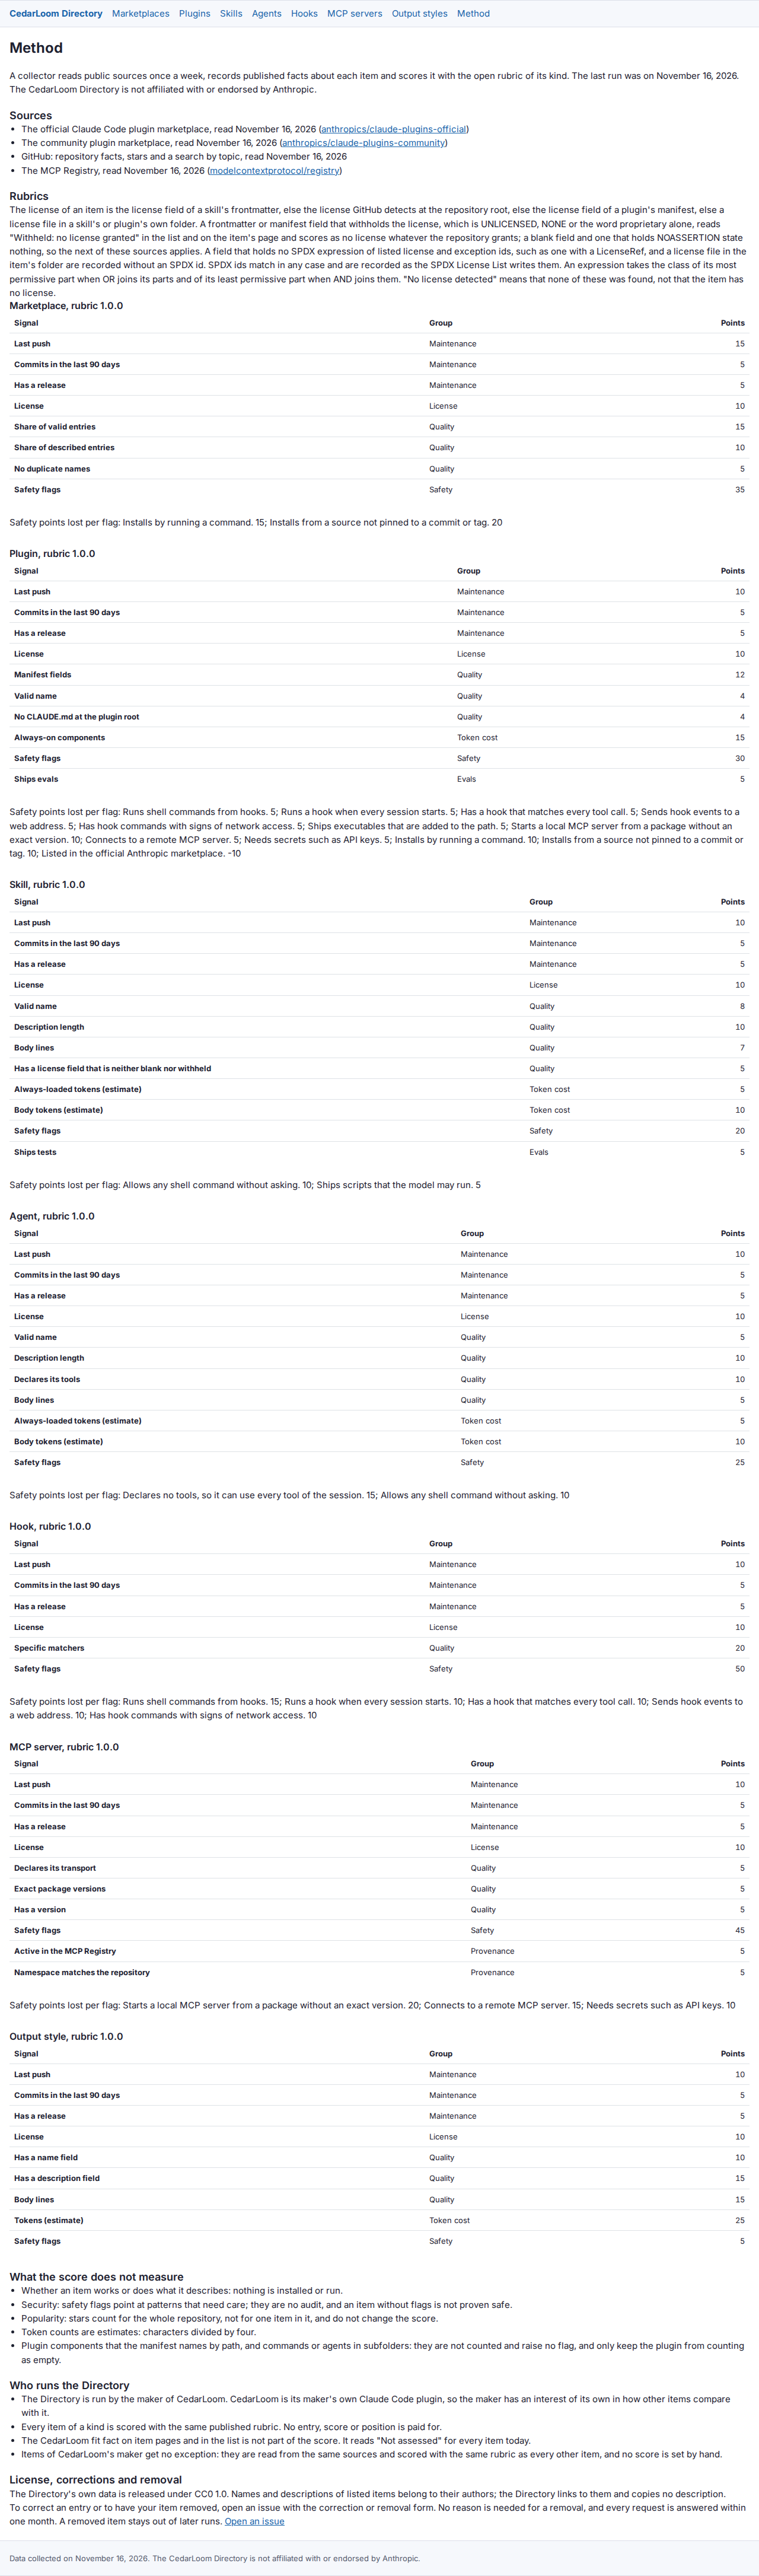 CedarLoom Directory Marketplaces Plugins Skills Agents Hooks MCP servers Output styles Method
Method
A collector reads public sources once a week, records published facts about each item and scores it with the open rubric of its kind. The last run was on November 16, 2026.
The CedarLoom Directory is not affiliated with or endorsed by Anthropic.
Sources
• The official Claude Code plugin marketplace, read November 16, 2026 (anthropics/claude-plugins-official)
• The community plugin marketplace, read November 16, 2026 (anthropics/claude-plugins-community)
• GitHub: repository facts, stars and a search by topic, read November 16, 2026
• The MCP Registry, read November 16, 2026 (modelcontextprotocol/registry)
Rubrics
The license of an item is the license field of a skill's frontmatter, else the license GitHub detects at the repository root, else the license field of a plugin's manifest, else a
license file in a skill's or plugin's own folder. A frontmatter or manifest field that withholds the license, which is UNLICENSED, NONE or the word proprietary alone, reads
"Withheld: no license granted" in the list and on the item's page and scores as no license whatever the repository grants; a blank field and one that holds NOASSERTION state
nothing, so the next of these sources applies. A field that holds no SPDX expression of listed license and exception ids, such as one with a LicenseRef, and a license file in the
item's folder are recorded without an SPDX id. SPDX ids match in any case and are recorded as the SPDX License List writes them. An expression takes the class of its most
permissive part when OR joins its parts and of its least permissive part when AND joins them. "No license detected" means that none of these was found, not that the item has
no license.
Marketplace, rubric 1.0.0
Signal Group Points
Last push Maintenance 15
Commits in the last 90 days Maintenance 5
Has a release Maintenance 5
License License 10
Share of valid entries Quality 15
Share of described entries Quality 10
No duplicate names Quality 5
Safety flags Safety 35
Safety points lost per flag: Installs by running a command. 15; Installs from a source not pinned to a commit or tag. 20
Plugin, rubric 1.0.0
Signal Group Points
Last push Maintenance 10
Commits in the last 90 days Maintenance 5
Has a release Maintenance 5
License License 10
Manifest fields Quality 12
Valid name Quality 4
No CLAUDE.md at the plugin root Quality 4
Always-on components Token cost 15
Safety flags Safety 30
Ships evals Evals 5
Safety points lost per flag: Runs shell commands from hooks. 5; Runs a hook when every session starts. 5; Has a hook that matches every tool call. 5; Sends hook events to a
web address. 5; Has hook commands with signs of network access. 5; Ships executables that are added to the path. 5; Starts a local MCP server from a package without an
exact version. 10; Connects to a remote MCP server. 5; Needs secrets such as API keys. 5; Installs by running a command. 10; Installs from a source not pinned to a commit or
tag. 10; Listed in the official Anthropic marketplace. -10
Skill, rubric 1.0.0
Signal Group Points
Last push Maintenance 10
Commits in the last 90 days Maintenance 5
Has a release Maintenance 5
License License 10
Valid name Quality 8
Description length Quality 10
Body lines Quality 7
Has a license field that is neither blank nor withheld Quality 5
Always-loaded tokens (estimate) Token cost 5
Body tokens (estimate) Token cost 10
Safety flags Safety 20
Ships tests Evals 5
Safety points lost per flag: Allows any shell command without asking. 10; Ships scripts that the model may run. 5
Agent, rubric 1.0.0
Signal Group Points
Last push Maintenance 10
Commits in the last 90 days Maintenance 5
Has a release Maintenance 5
License License 10
Valid name Quality 5
Description length Quality 10
Declares its tools Quality 10
Body lines Quality 5
Always-loaded tokens (estimate) Token cost 5
Body tokens (estimate) Token cost 10
Safety flags Safety 25
Safety points lost per flag: Declares no tools, so it can use every tool of the session. 15; Allows any shell command without asking. 10
Hook, rubric 1.0.0
Signal Group Points
Last push Maintenance 10
Commits in the last 90 days Maintenance 5
Has a release Maintenance 5
License License 10
Specific matchers Quality 20
Safety flags Safety 50
Safety points lost per flag: Runs shell commands from hooks. 15; Runs a hook when every session starts. 10; Has a hook that matches every tool call. 10; Sends hook events to
a web address. 10; Has hook commands with signs of network access. 10
MCP server, rubric 1.0.0
Signal Group Points
Last push Maintenance 10
Commits in the last 90 days Maintenance 5
Has a release Maintenance 5
License License 10
Declares its transport Quality 5
Exact package versions Quality 5
Has a version Quality 5
Safety flags Safety 45
Active in the MCP Registry Provenance 5
Namespace matches the repository Provenance 5
Safety points lost per flag: Starts a local MCP server from a package without an exact version. 20; Connects to a remote MCP server. 15; Needs secrets such as API keys. 10
Output style, rubric 1.0.0
Signal Group Points
Last push Maintenance 10
Commits in the last 90 days Maintenance 5
Has a release Maintenance 5
License License 10
Has a name field Quality 10
Has a description field Quality 15
Body lines Quality 15
Tokens (estimate) Token cost 25
Safety flags Safety 5
What the score does not measure
• Whether an item works or does what it describes: nothing is installed or run.
• Security: safety flags point at patterns that need care; they are no audit, and an item without flags is not proven safe.
• Popularity: stars count for the whole repository, not for one item in it, and do not change the score.
• Token counts are estimates: characters divided by four.
• Plugin components that the manifest names by path, and commands or agents in subfolders: they are not counted and raise no flag, and only keep the plugin from counting
as empty.
Who runs the Directory
• The Directory is run by the maker of CedarLoom. CedarLoom is its maker's own Claude Code plugin, so the maker has an interest of its own in how other items compare
with it.
• Every item of a kind is scored with the same published rubric. No entry, score or position is paid for.
• The CedarLoom fit fact on item pages and in the list is not part of the score. It reads "Not assessed" for every item today.
• Items of CedarLoom's maker get no exception: they are read from the same sources and scored with the same rubric as every other item, and no score is set by hand.
License, corrections and removal
The Directory's own data is released under CC0 1.0. Names and descriptions of listed items belong to their authors; the Directory links to them and copies no description.
To correct an entry or to have your item removed, open an issue with the correction or removal form. No reason is needed for a removal, and every request is answered within
one month. A removed item stays out of later runs. Open an issue
Data collected on November 16, 2026. The CedarLoom Directory is not affiliated with or endorsed by Anthropic.